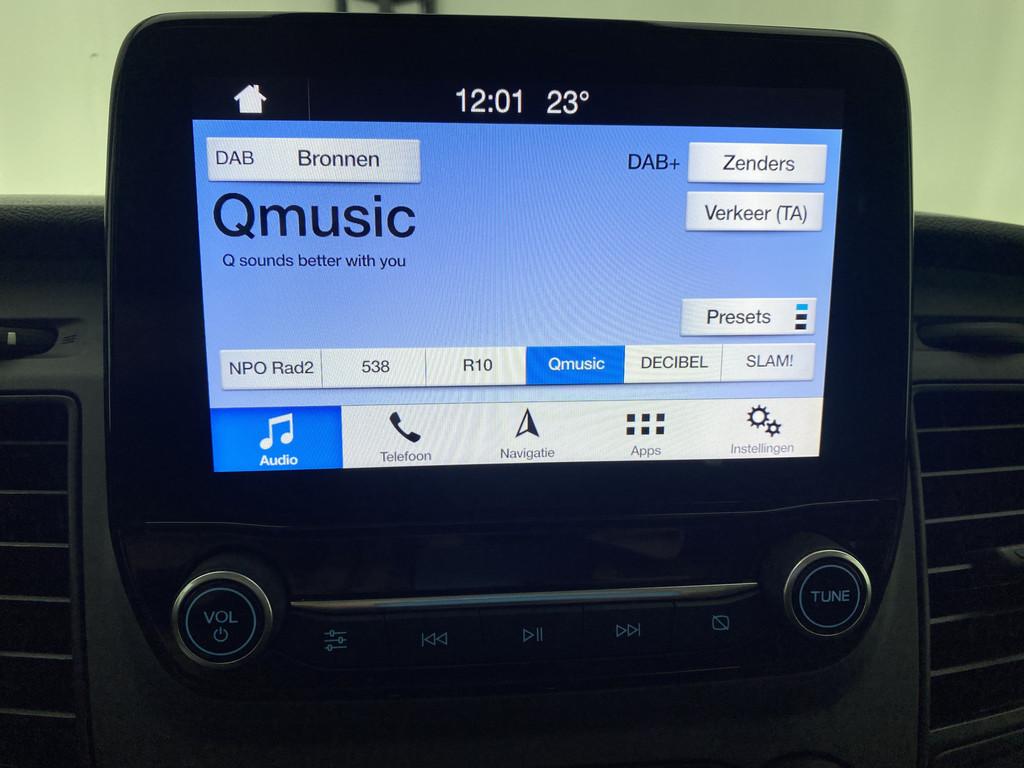 12:01 23°
DAB Bronnen
DAB+ Zenders
Qmusic
Verkeer (TA)
Q sounds better with you
Presets
NPO Rad2 538 R10 Qmusic DECIBEL SLAM!
Audio Telefoon Navigatie Apps Instellingen
VOL
TUNE